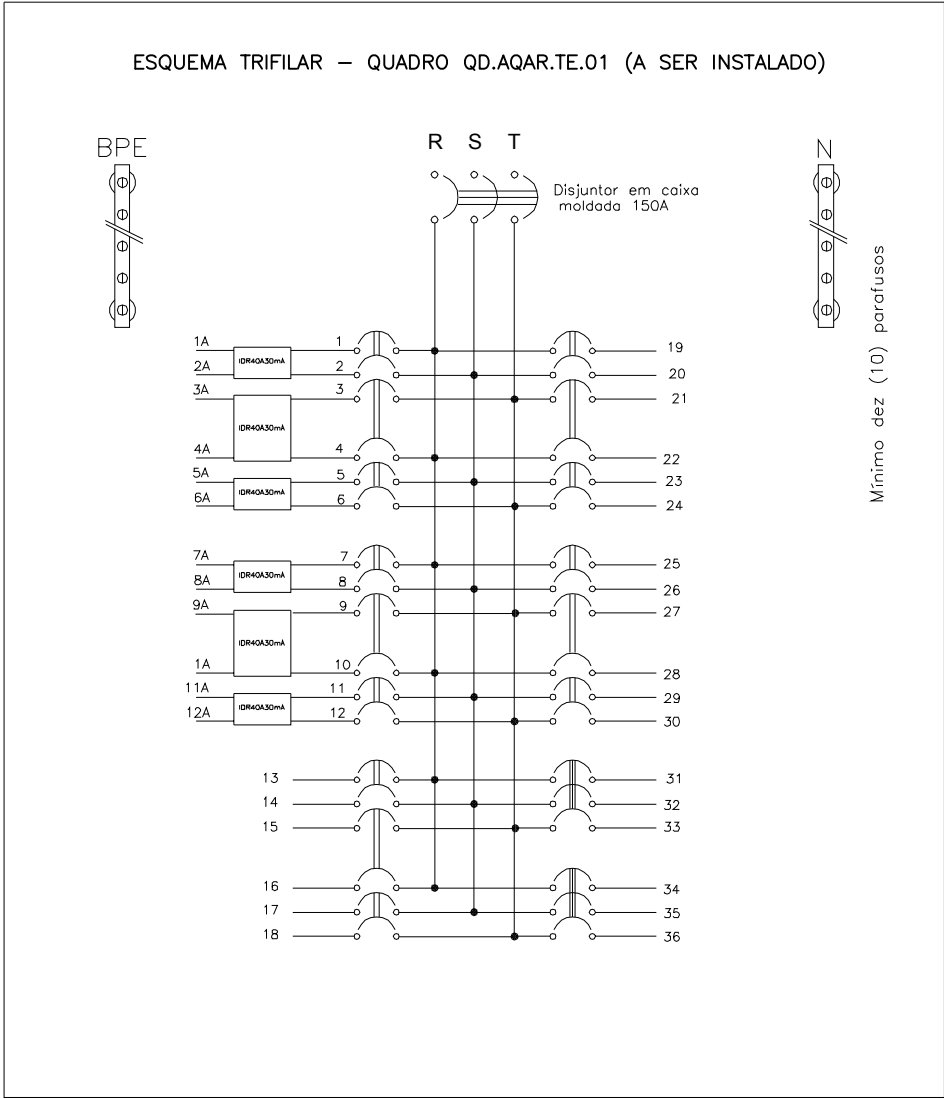 ESQUEMA TRIFILAR – QUADRO QD.AQAR.TE.01 (A SER INSTALADO)
BPE
R S T
N
Disjuntor em caixa
moldada 150A
Mínimo dez (10) parafusos
1A IDR40A30mA 1 19
2A 2 20
3A IDR40A30mA 3 21
4A 4 22
5A IDR40A30mA 5 23
6A 6 24
7A IDR40A30mA 7 25
8A 8 26
9A IDR40A30mA 9 27
1A 10 28
11A IDR40A30mA 11 29
12A 12 30
13 31
14 32
15 33
16 34
17 35
18 36